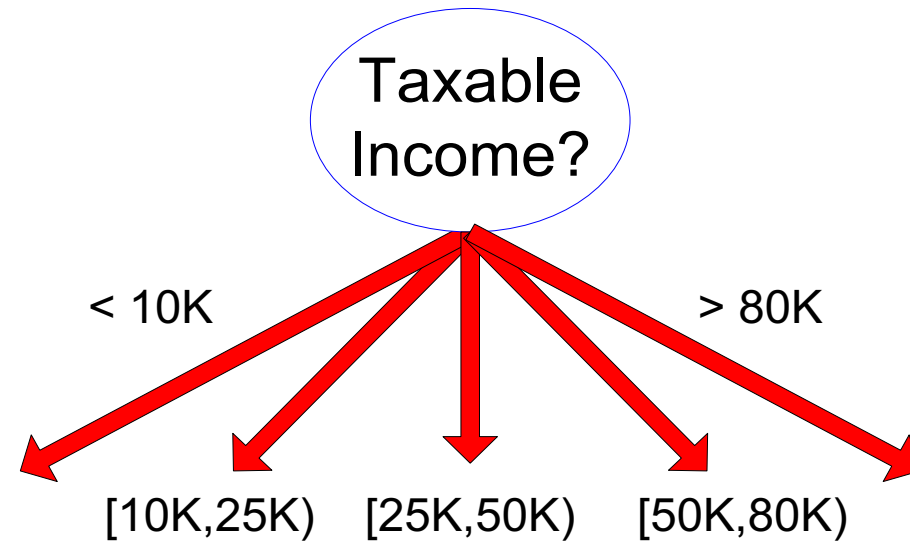 Taxable
Income?
< 10K
> 80K
[10K,25K)
[25K,50K)
[50K,80K)